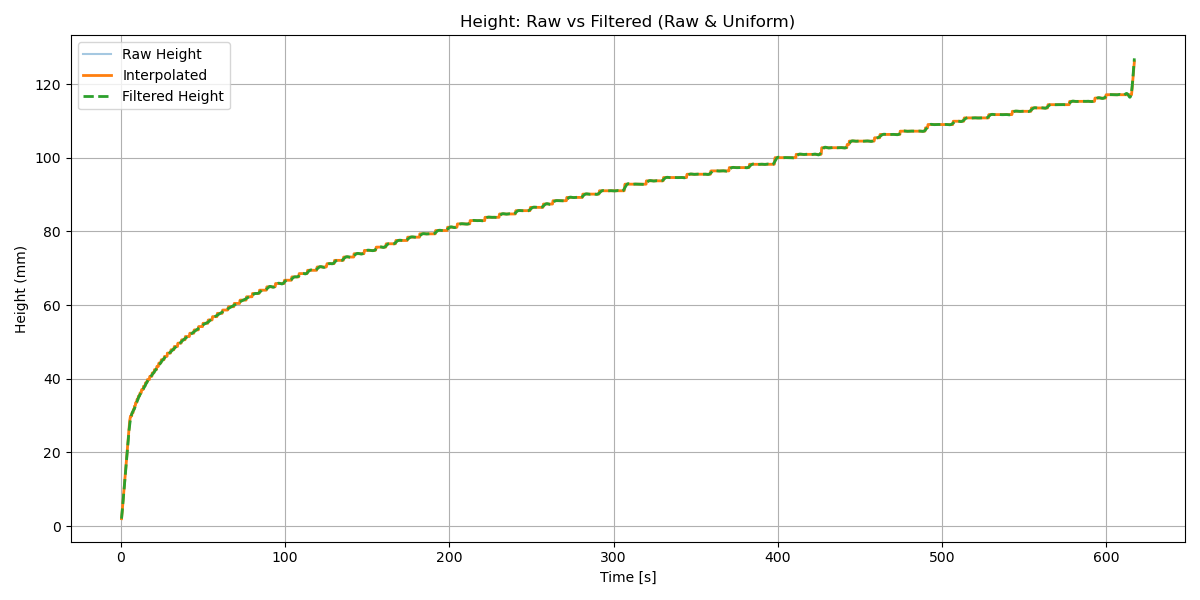 Height: Raw vs Filtered (Raw & Uniform)
Raw Height
Interpolated
Filtered Height
Height (mm)
120
100
80
60
40
20
0
0 100 200 300 400 500 600
Time [s]